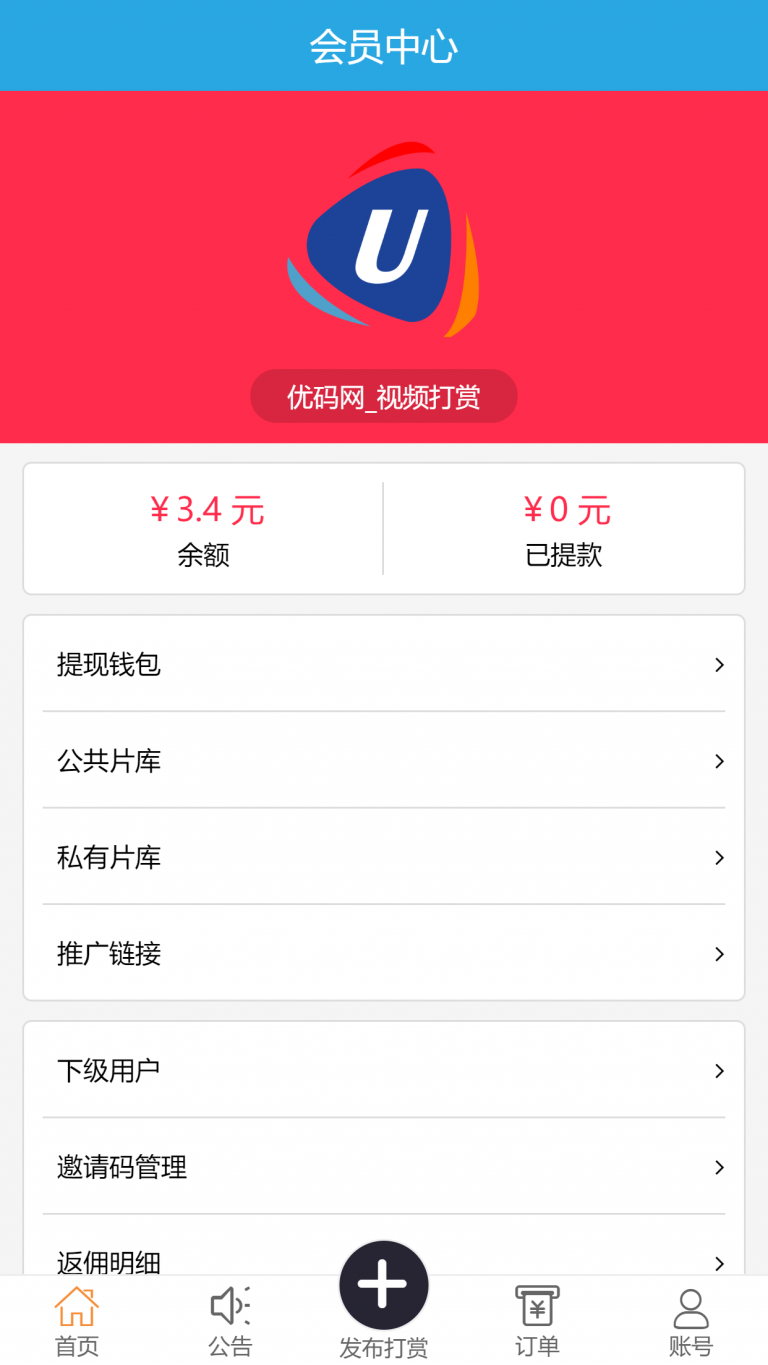 会员中心
U
优码网_视频打赏
¥3.4 元
¥0 元
余额
已提款
提现钱包
公共片库
私有片库
推广链接
下级用户
邀请码管理
返佣明细
首页
公告
发布打赏
¥
订单
账号